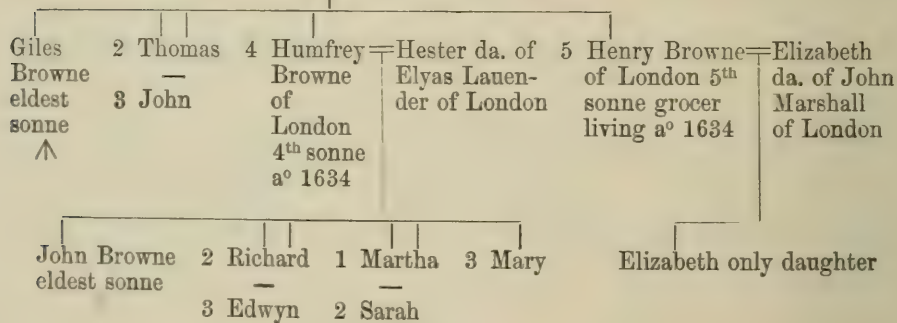 Giles
Browne
eldest
sonne
2 Thomas
—
3 John
4 Humfrey
Browne
of
London
4th sonne
aº 1634
Hester da. of
Elyas Lauen-
der of London
5 Henry Browne
of London 5th
sonne grocer
living aº 1634
Elizabeth
da. of John
Marshall
of London
John Browne
eldest sonne
2 Richard
—
3 Edwyn
1 Martha
—
2 Sarah
3 Mary
Elizabeth only daughter